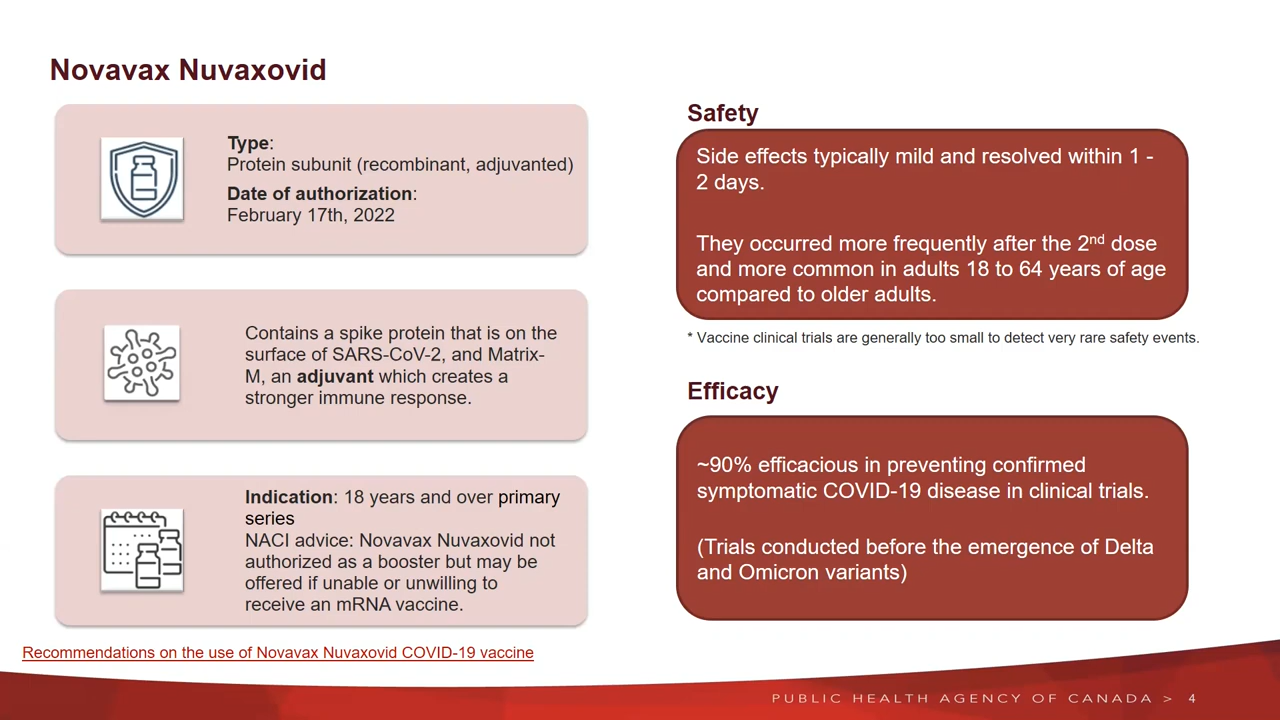 Novavax Nuvaxovid
Type:
Protein subunit (recombinant, adjuvanted)
Date of authorization:
February 17th, 2022
Contains a spike protein that is on the
surface of SARS-CoV-2, and Matrix-
M, an adjuvant which creates a
stronger immune response.
Indication: 18 years and over primary
series
NACI advice: Novavax Nuvaxovid not
authorized as a booster but may be
offered if unable or unwilling to
receive an mRNA vaccine.
Recommendations on the use of Novavax Nuvaxovid COVID-19 vaccine
Safety
Side effects typically mild and resolved within 1 -
2 days.
They occurred more frequently after the 2nd dose
and more common in adults 18 to 64 years of age
compared to older adults.
* Vaccine clinical trials are generally too small to detect very rare safety events.
Efficacy
~90% efficacious in preventing confirmed
symptomatic COVID-19 disease in clinical trials.
(Trials conducted before the emergence of Delta
and Omicron variants)
PUBLIC HEALTH AGENCY OF CANADA > 4